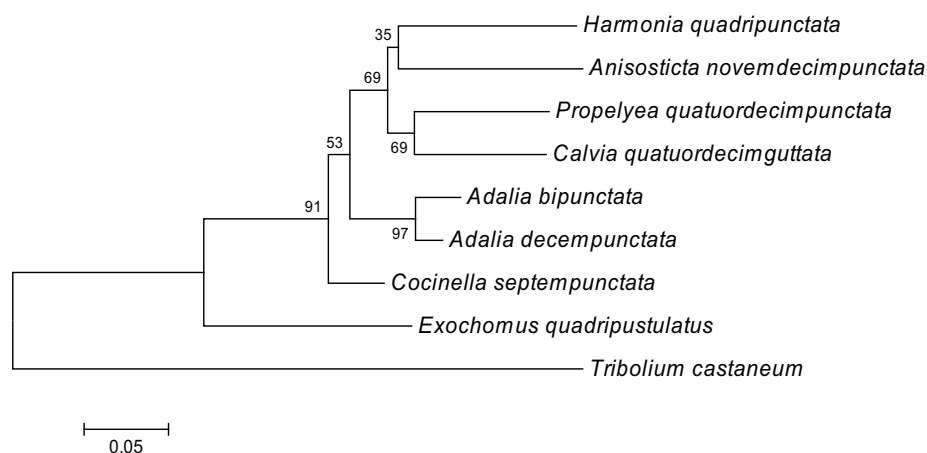 Harmonia quadripunctata
35
Anisosticta novemdecimpunctata
69
Propelyea quatuordecimpunctata
69
Calvia quatuordecimguttata
53
Adalia bipunctata
91
97
Adalia decempunctata
Cocinella septempunctata
Exochomus quadripustulatus
Tribolium castaneum
0.05